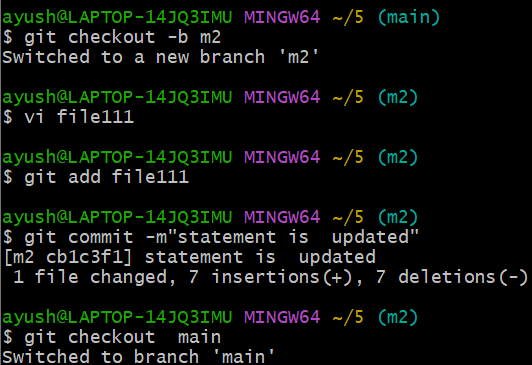 ayush@LAPTOP-14JQ3IMU MINGW64 ~/5 (main)
$ git checkout -b m2
Switched to a new branch 'm2'
ayush@LAPTOP-14JQ3IMU MINGW64 ~/5 (m2)
$ vi file111
ayush@LAPTOP-14JQ3IMU MINGW64 ~/5 (m2)
$ git add file111
ayush@LAPTOP-14JQ3IMU MINGW64 ~/5 (m2)
$ git commit -m"statement is  updated"
[m2 cb1c3f1] statement is  updated
 1 file changed, 7 insertions(+), 7 deletions(-)
ayush@LAPTOP-14JQ3IMU MINGW64 ~/5 (m2)
$ git checkout  main
Switched to branch 'main'